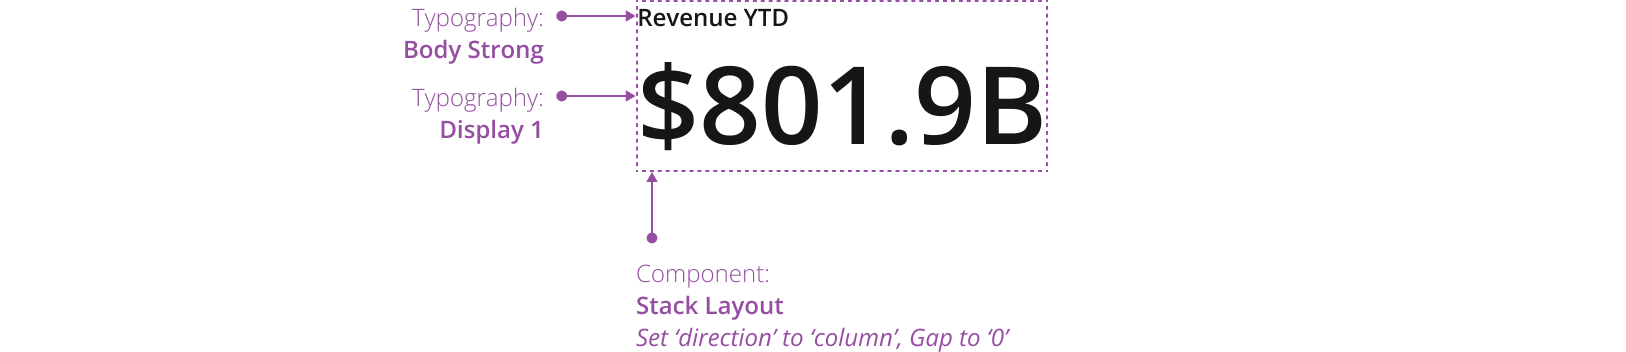 Typography:
Body Strong
Revenue YTD
Typography:
Display 1
$801.9B
Component:
Stack Layout
Set ‘direction’ to ‘column’, Gap to ‘0’